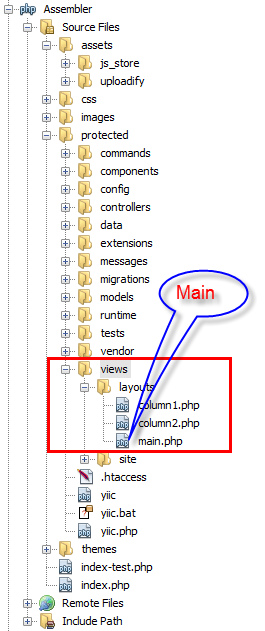 Assembler
Source Files
assets
js_store
uploadify
css
images
protected
commands
components
config
controllers
data
extensions
messages
migrations
models
runtime
tests
vendor
views
layouts
column1.php
column2.php
main.php
site
.htaccess
yiic
yiic.bat
yiic.php
themes
index-test.php
index.php
Remote Files
Include Path
Main